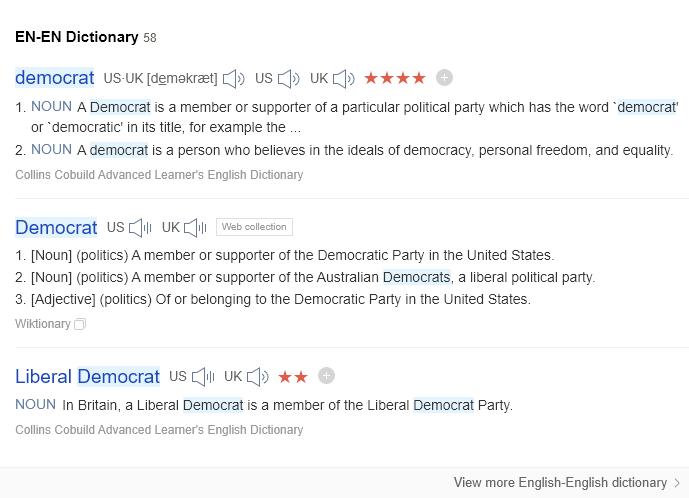 EN-EN Dictionary 58
democrat US·UK [deməkræt] US UK
1. NOUN A Democrat is a member or supporter of a particular political party which has the word `democrat'
or `democratic' in its title, for example the ...
2. NOUN A democrat is a person who believes in the ideals of democracy, personal freedom, and equality.
Collins Cobuild Advanced Learner's English Dictionary
Democrat US UK Web collection
1. [Noun] (politics) A member or supporter of the Democratic Party in the United States.
2. [Noun] (politics) A member or supporter of the Australian Democrats, a liberal political party.
3. [Adjective] (politics) Of or belonging to the Democratic Party in the United States.
Wiktionary
Liberal Democrat US UK
NOUN In Britain, a Liberal Democrat is a member of the Liberal Democrat Party.
Collins Cobuild Advanced Learner's English Dictionary
View more English-English dictionary